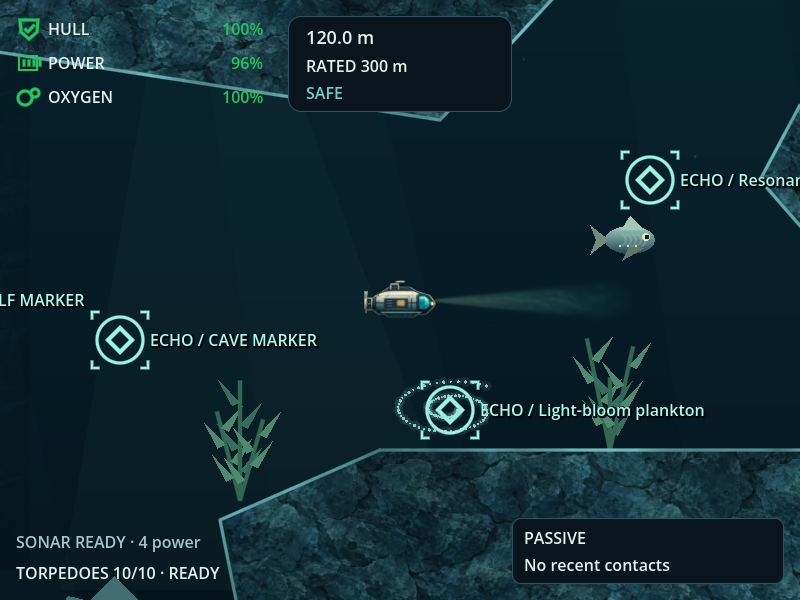 HULL 100%
POWER 96%
OXYGEN 100%
120.0 m
RATED 300 m
SAFE
ECHO / Resonan
LF MARKER
ECHO / CAVE MARKER
ECHO / Light-bloom plankton
SONAR READY · 4 power
TORPEDOES 10/10 · READY
PASSIVE
No recent contacts